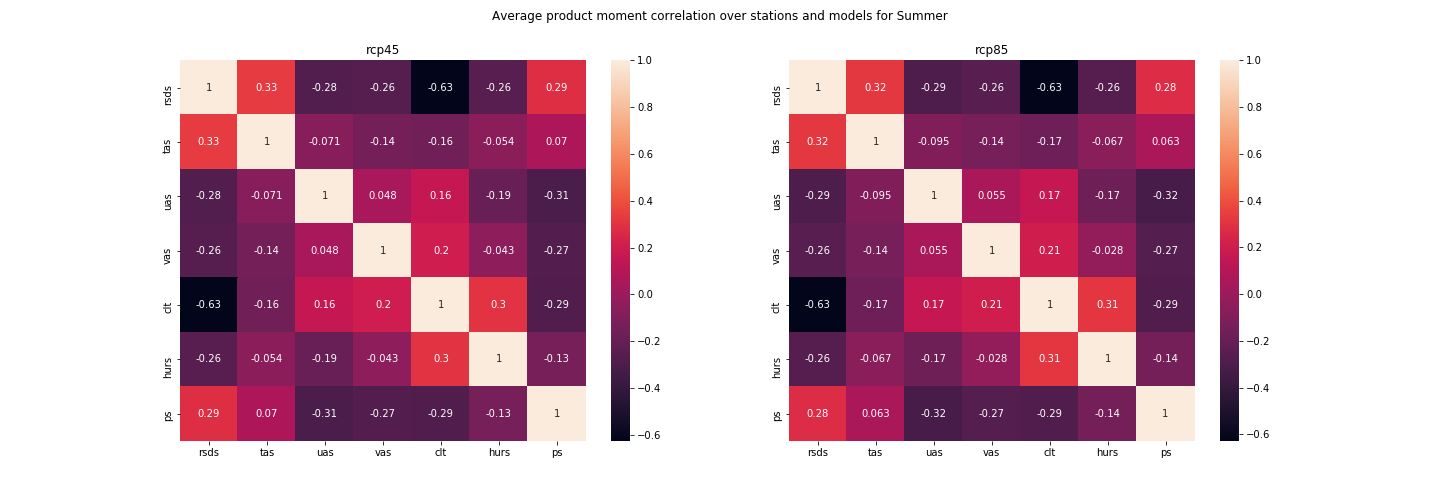 Average product moment correlation over stations and models for Summer
rcp45
rsds 1 0.33 -0.28 -0.26 -0.63 -0.26 0.29
tas 0.33 1 -0.071 -0.14 -0.16 -0.054 0.07
uas -0.28 -0.071 1 0.048 0.16 -0.19 -0.31
vas -0.26 -0.14 0.048 1 0.2 -0.043 -0.27
clt -0.63 -0.16 0.16 0.2 1 0.3 -0.29
hurs -0.26 -0.054 -0.19 -0.043 0.3 1 -0.13
ps 0.29 0.07 -0.31 -0.27 -0.29 -0.13 1
rsds tas uas vas clt hurs ps
1.0
0.8
0.6
0.4
0.2
0.0
−0.2
−0.4
−0.6
rcp85
rsds 1 0.32 -0.29 -0.26 -0.63 -0.26 0.28
tas 0.32 1 -0.095 -0.14 -0.17 -0.067 0.063
uas -0.29 -0.095 1 0.055 0.17 -0.17 -0.32
vas -0.26 -0.14 0.055 1 0.21 -0.028 -0.27
clt -0.63 -0.17 0.17 0.21 1 0.31 -0.29
hurs -0.26 -0.067 -0.17 -0.028 0.31 1 -0.14
ps 0.28 0.063 -0.32 -0.27 -0.29 -0.14 1
rsds tas uas vas clt hurs ps
1.0
0.8
0.6
0.4
0.2
0.0
−0.2
−0.4
−0.6